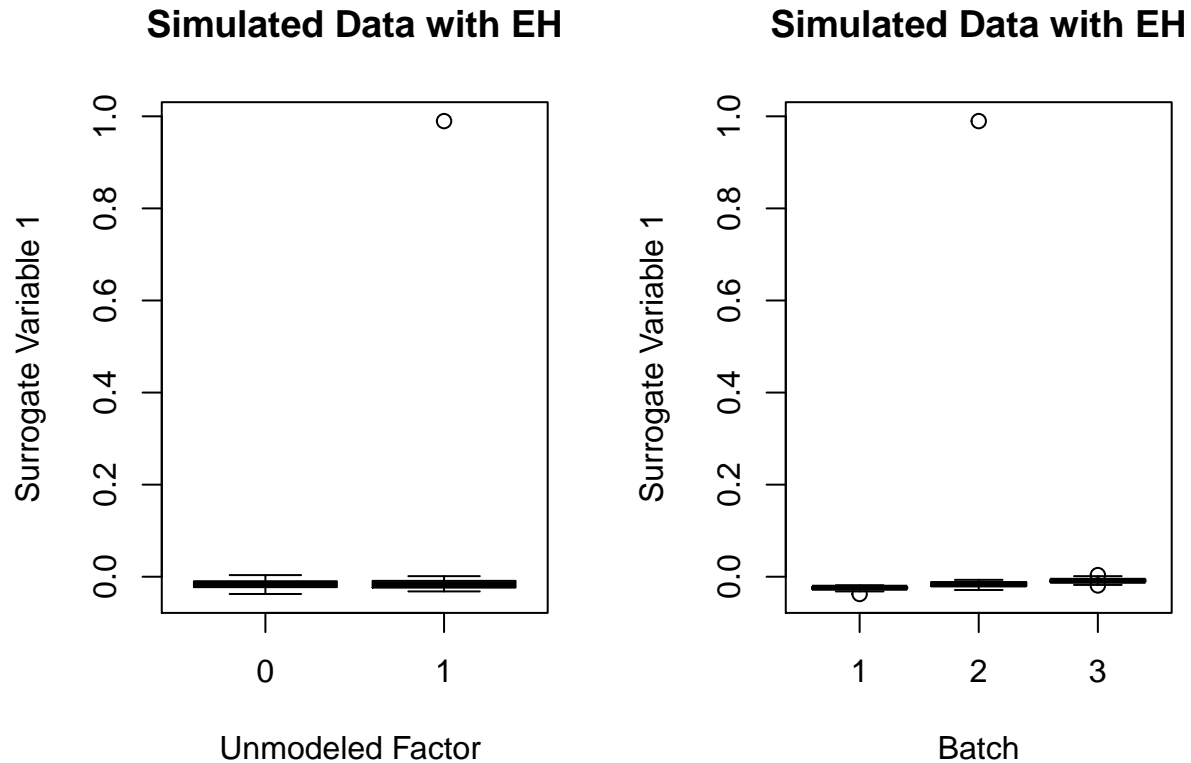 Simulated Data with EH
Surrogate Variable 1
1.0
0.8
0.6
0.4
0.2
0.0
0 1
Unmodeled Factor
Simulated Data with EH
Surrogate Variable 1
1.0
0.8
0.6
0.4
0.2
0.0
1 2 3
Batch